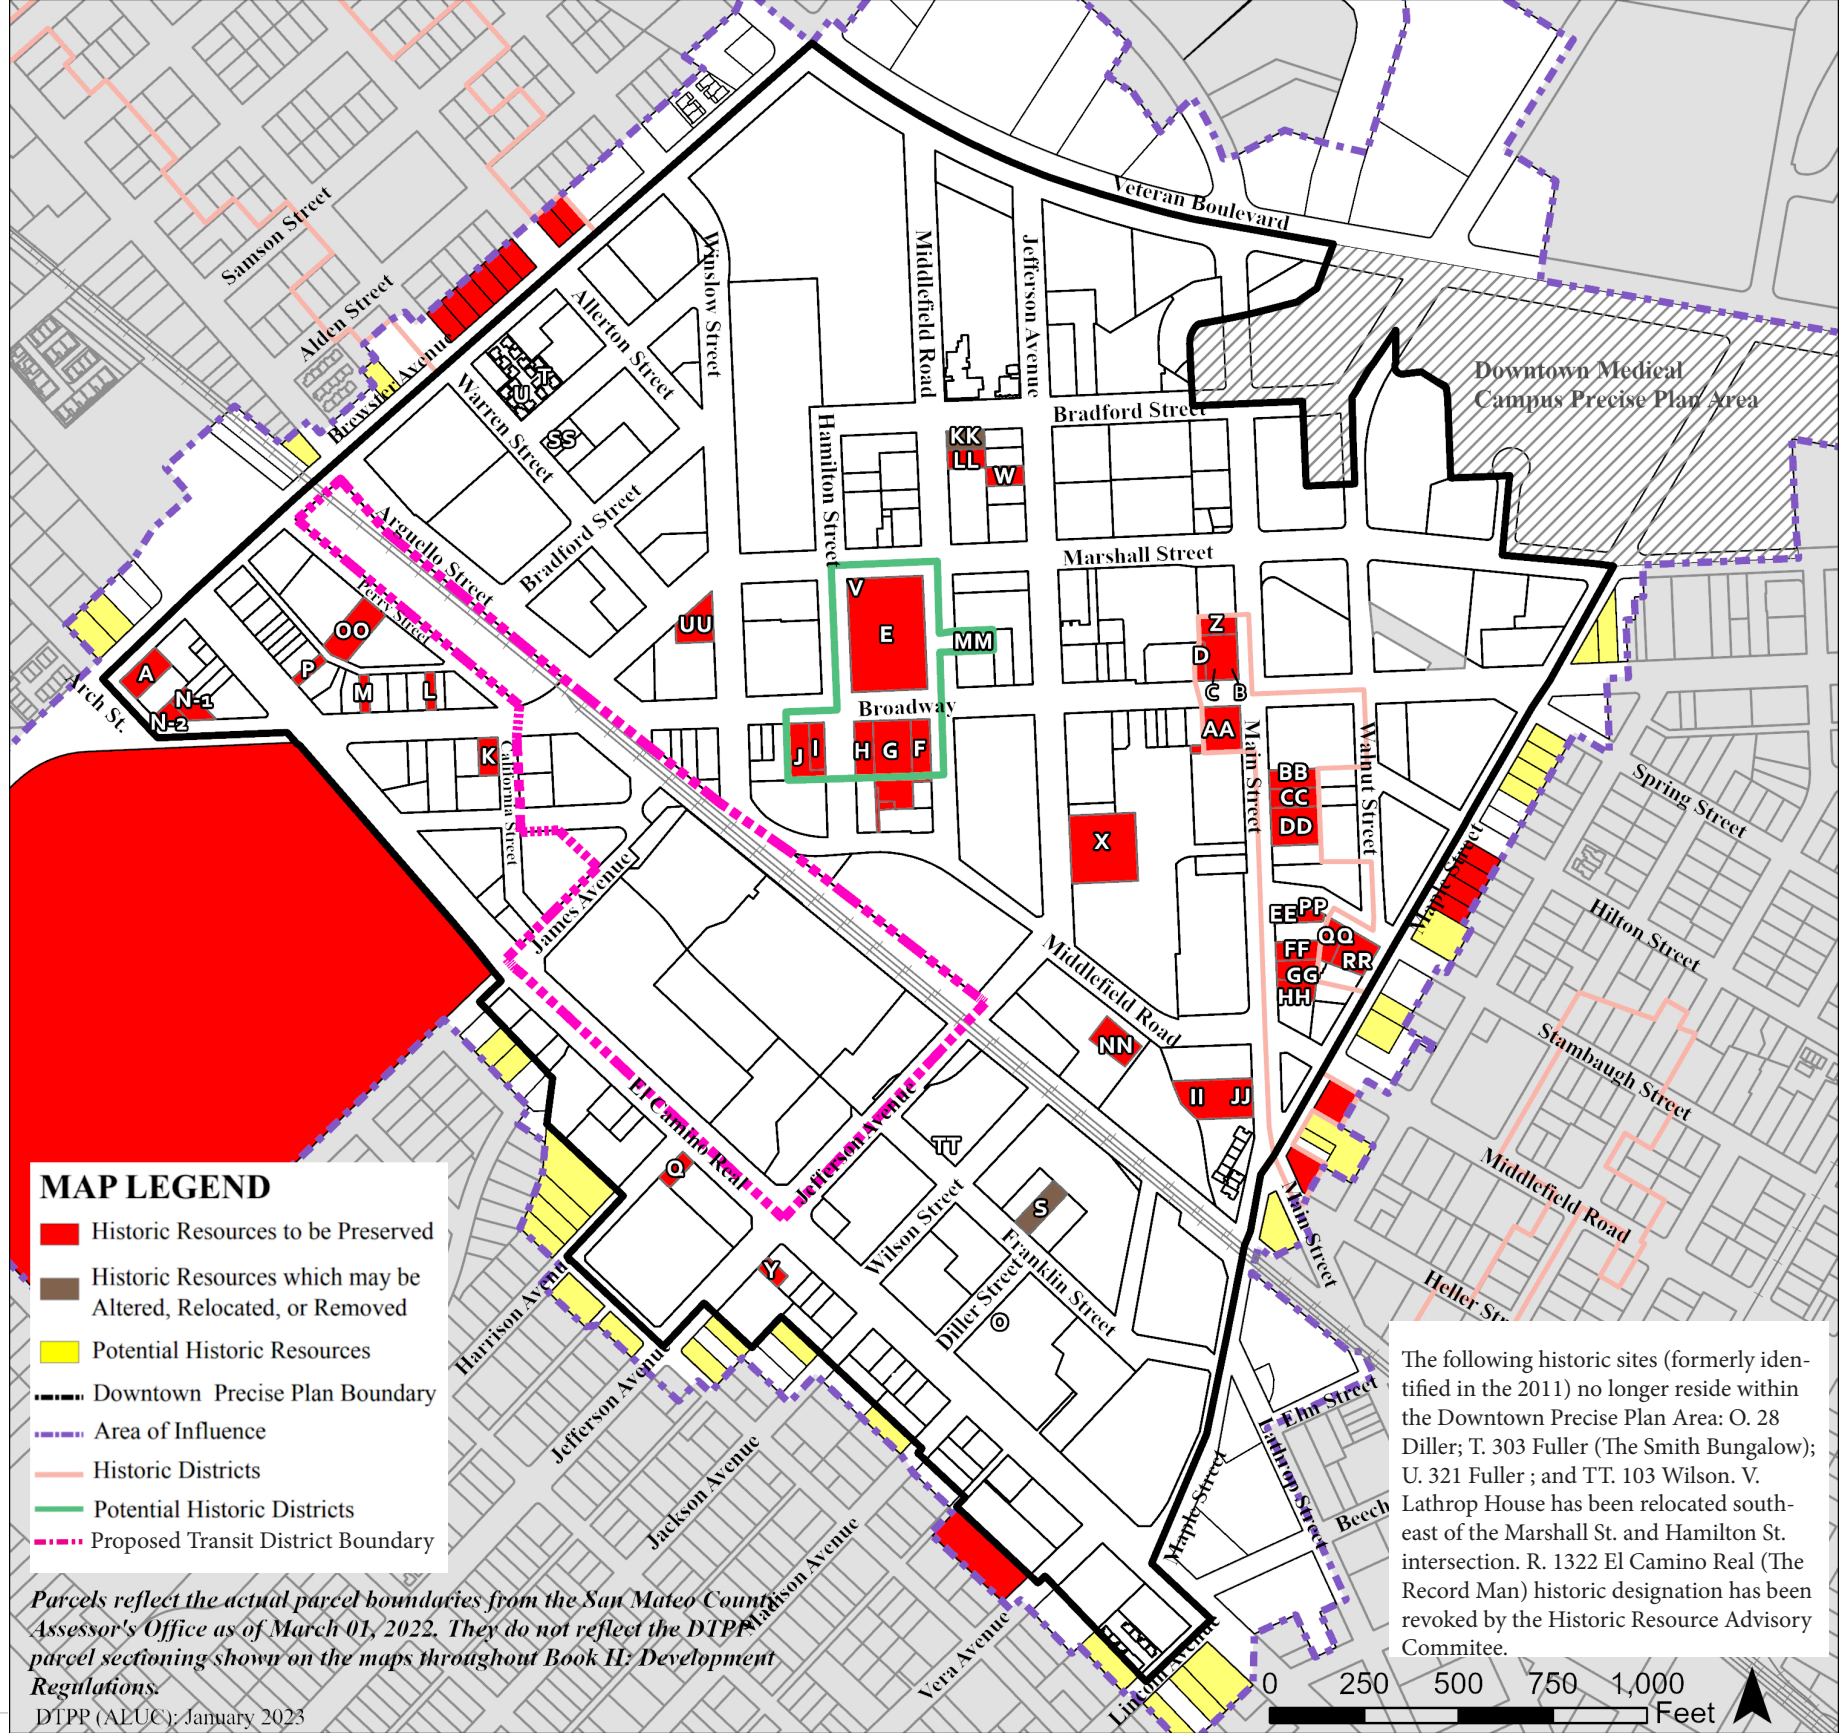 Veteran Boulevard
Samson Street
Alden Street
Brewster Avenue
Allerton Street
Winslow Street
Middlefield Road
Jefferson Avenue
Warren Street
Hamilton Street
Bradford Street
Downtown Medical
Campus Precise Plan Area
T
U
SS
KK
LL
W
Bradford Street
Arguello Street
Marshall Street
Perry Street
V
E
UU
MM
OO
P
M
L
A
N-1
N-2
Arch St.
Z
D
C
B
AA
Broadway
J
I
H
G
F
K
California Street
Main Street
Walnut Street
BB
CC
DD
X
Spring Street
Maple Street
Hilton Street
James Avenue
EE
PP
QQ
FF
RR
GG
HH
Middlefield Road
NN
II
JJ
Stambaugh Street
El Camino Real
Jefferson Avenue
TT
Q
S
Y
O
Wilson Street
Franklin Street
Diller Street
Middlefield Road
Main Street
Heller Str
Harrison Avenu
Jefferson Avenue
Jackson Avenue
Madison Avenue
Vera Avenue
Lincoln Avenue
Maple Street
Lathrop Street
Elm Street
Beech
MAP LEGEND
Historic Resources to be Preserved
Historic Resources which may be
Altered, Relocated, or Removed
Potential Historic Resources
Downtown Precise Plan Boundary
Area of Influence
Historic Districts
Potential Historic Districts
Proposed Transit District Boundary
Parcels reflect the actual parcel boundaries from the San Mateo County
Assessor's Office as of March 01, 2022. They do not reflect the DTPP
parcel sectioning shown on the maps throughout Book II: Development
Regulations.
DTPP (ALUC): January 2023
The following historic sites (formerly iden-
tified in the 2011) no longer reside within
the Downtown Precise Plan Area: O. 28
Diller; T. 303 Fuller (The Smith Bungalow);
U. 321 Fuller ; and TT. 103 Wilson. V.
Lathrop House has been relocated south-
east of the Marshall St. and Hamilton St.
intersection. R. 1322 El Camino Real (The
Record Man) historic designation has been
revoked by the Historic Resource Advisory
Commitee.
0 250 500 750 1,000
Feet